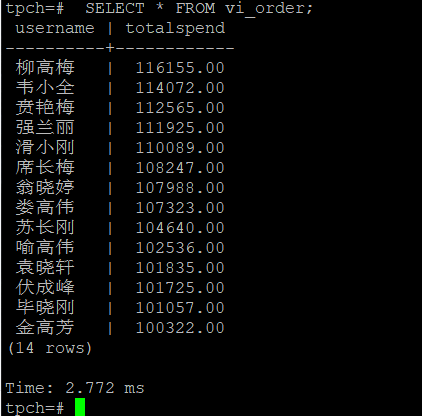 tpch=#  SELECT * FROM vi_order;
 username | totalspend
----------+------------
 柳高梅   |  116155.00
 韦小全   |  114072.00
 贲艳梅   |  112565.00
 强兰丽   |  111925.00
 滑小刚   |  110089.00
 席长梅   |  108247.00
 翁晓婷   |  107988.00
 娄高伟   |  107323.00
 苏长刚   |  104640.00
 喻高伟   |  102536.00
 袁晓轩   |  101835.00
 伏成峰   |  101725.00
 毕晓刚   |  101057.00
 金高芳   |  100322.00
(14 rows)

Time: 2.772 ms
tpch=#